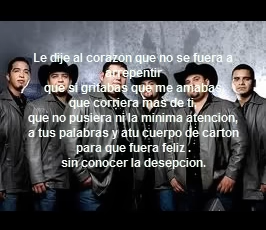 Le dije al corazon que no se fuera a
arrepentir
que si gritabas que me amabas
que corriera mas de ti,
que no pusiera ni la minima atencion,
a tus palabras y atu cuerpo de carton
para que fuera feliz .
sin conocer la desepcion.